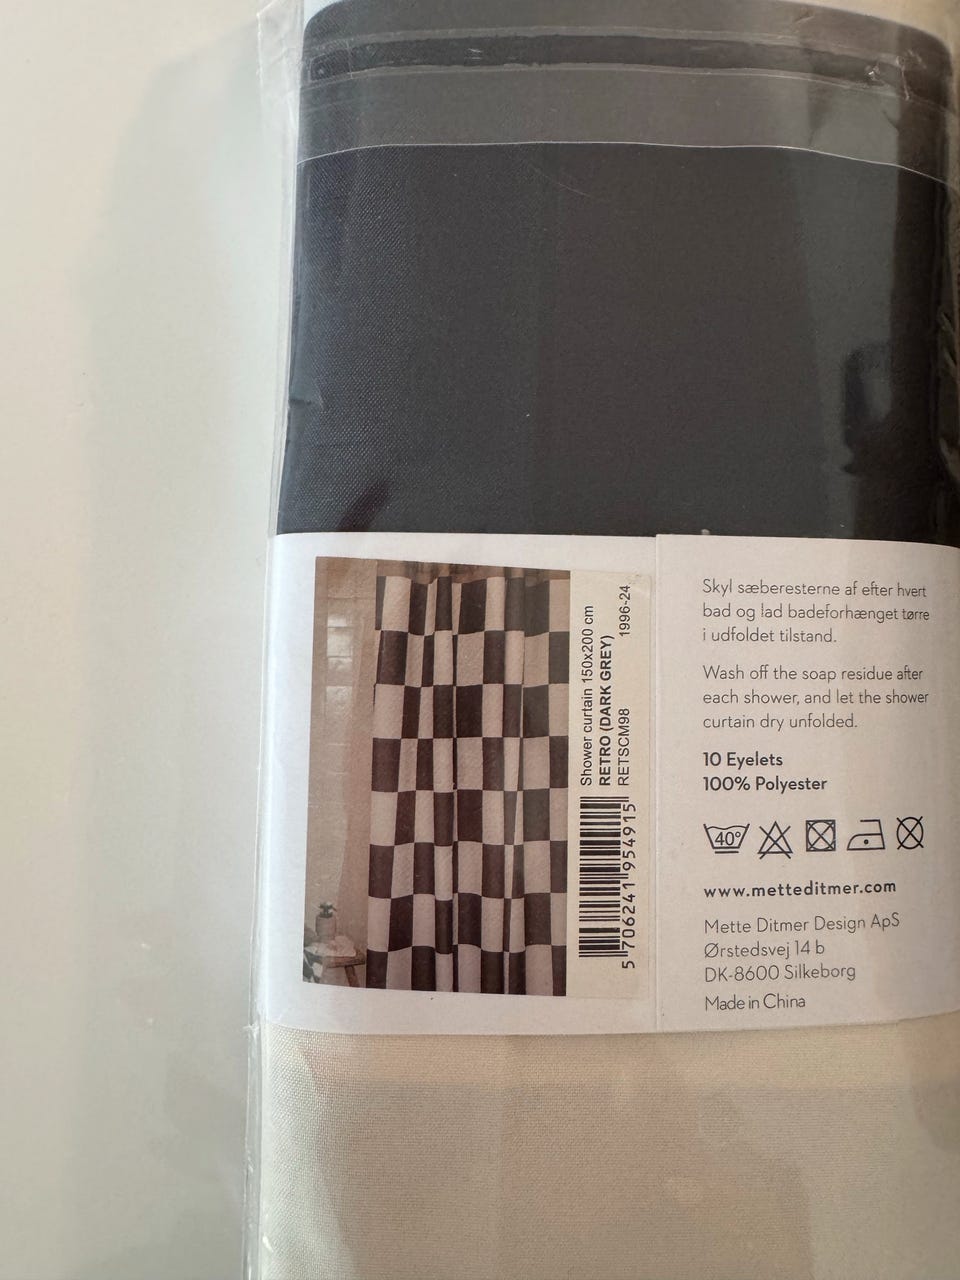 Shower curtain 150x200 cm
RETRO (DARK GREY)
RETSCM98 1996-24
5 706241 954915
Skyl sæberesterne af efter hvert
bad og lad badeforhænget tørre
i udfoldet tilstand.
Wash off the soap residue after
each shower, and let the shower
curtain dry unfolded.
10 Eyelets
100% Polyester
40°
www.metteditmer.com
Mette Ditmer Design ApS
Ørstedsvej 14 b
DK-8600 Silkeborg
Made in China